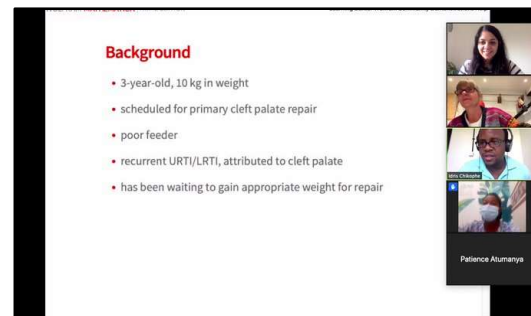 Background
• 3-year-old, 10 kg in weight
• scheduled for primary cleft palate repair
• poor feeder
• recurrent URTI/LRTI, attributed to cleft palate
• has been waiting to gain appropriate weight for repair
Idris Chikophe
Patience Atumanya